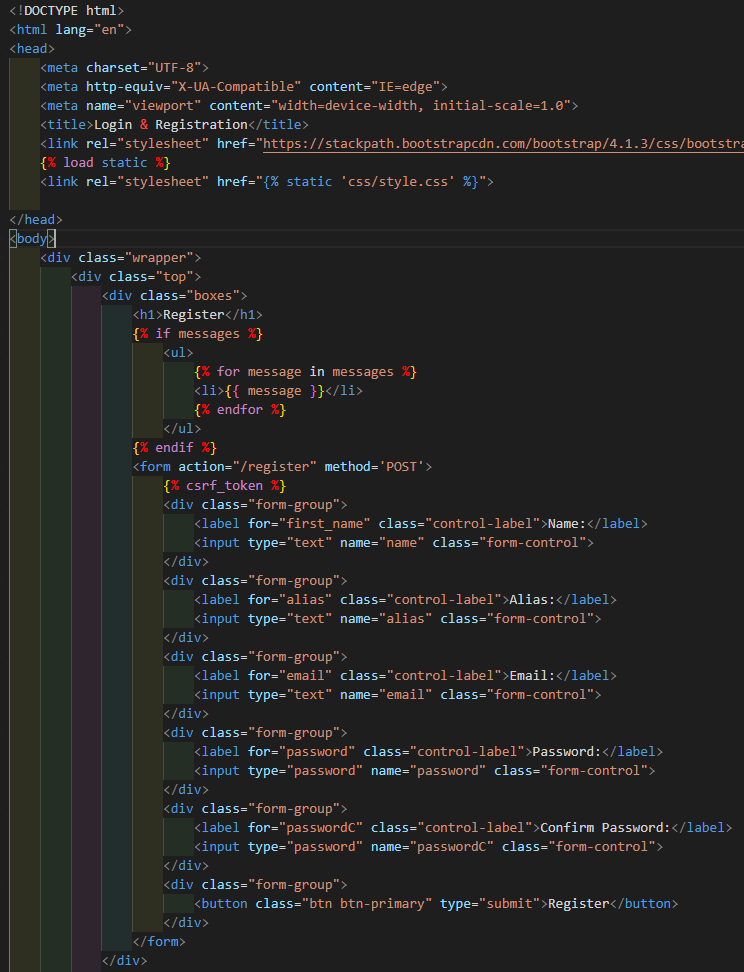 <!DOCTYPE html>
<html lang="en">
<head>
<meta charset="UTF-8">
<meta http-equiv="X-UA-Compatible" content="IE=edge">
<meta name="viewport" content="width=device-width, initial-scale=1.0">
<title>Login & Registration</title>
<link rel="stylesheet" href="https://stackpath.bootstrapcdn.com/bootstrap/4.1.3/css/bootstra
{% load static %}
<link rel="stylesheet" href="{% static 'css/style.css' %}">
</head>
<body>
<div class="wrapper">
<div class="top">
<div class="boxes">
<h1>Register</h1>
{% if messages %}
<ul>
{% for message in messages %}
<li>{{ message }}</li>
{% endfor %}
</ul>
{% endif %}
<form action="/register" method='POST'>
{% csrf_token %}
<div class="form-group">
<label for="first_name" class="control-label">Name:</label>
<input type="text" name="name" class="form-control">
</div>
<div class="form-group">
<label for="alias" class="control-label">Alias:</label>
<input type="text" name="alias" class="form-control">
</div>
<div class="form-group">
<label for="email" class="control-label">Email:</label>
<input type="text" name="email" class="form-control">
</div>
<div class="form-group">
<label for="password" class="control-label">Password:</label>
<input type="password" name="password" class="form-control">
</div>
<div class="form-group">
<label for="passwordC" class="control-label">Confirm Password:</label>
<input type="password" name="passwordC" class="form-control">
</div>
<div class="form-group">
<button class="btn btn-primary" type="submit">Register</button>
</div>
</form>
</div>